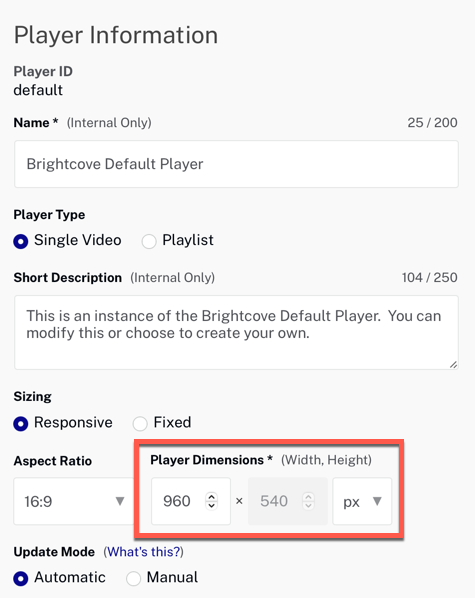 Player Information
Player ID
default
Name * (Internal Only) 25 / 200
Brightcove Default Player
Player Type
Single Video Playlist
Short Description (Internal Only) 104 / 250
This is an instance of the Brightcove Default Player.  You can
modify this or choose to create your own.
Sizing
Responsive Fixed
Aspect Ratio Player Dimensions * (Width, Height)
16:9 960 × 540 px
Update Mode (What's this?)
Automatic Manual